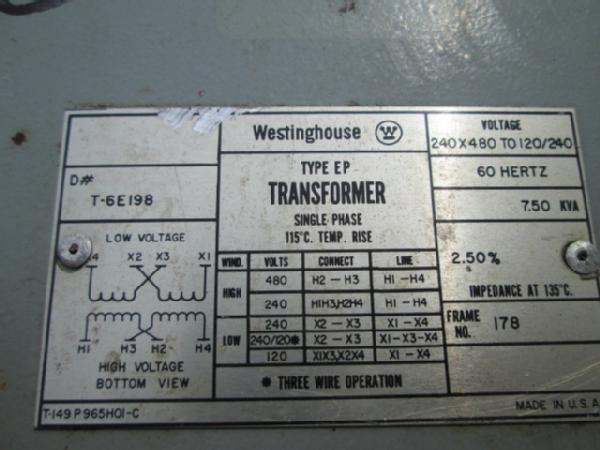 Westinghouse W
VOLTAGE
240X480 TO 120/240
D#
T-6E198
TYPE EP
TRANSFORMER
SINGLE PHASE
115°C. TEMP. RISE
60 HERTZ
7.50 KVA
LOW VOLTAGE
4 X2 X3 X1
H1 H3 H2 H4
HIGH VOLTAGE
BOTTOM VIEW
WIND. VOLTS CONNECT LINE
HIGH 480 H2-H3 H1-H4
240 H1H3,H2H4 H1-H4
LOW 240 X2-X3 X1-X4
240/120* X2-X3 X1-X3-X4
120 X1X3,X2X4 X1-X4
* THREE WIRE OPERATION
2.50%
IMPEDANCE AT 135°C.
FRAME NO. 178
T-149P965H01-C
MADE IN U.S.A